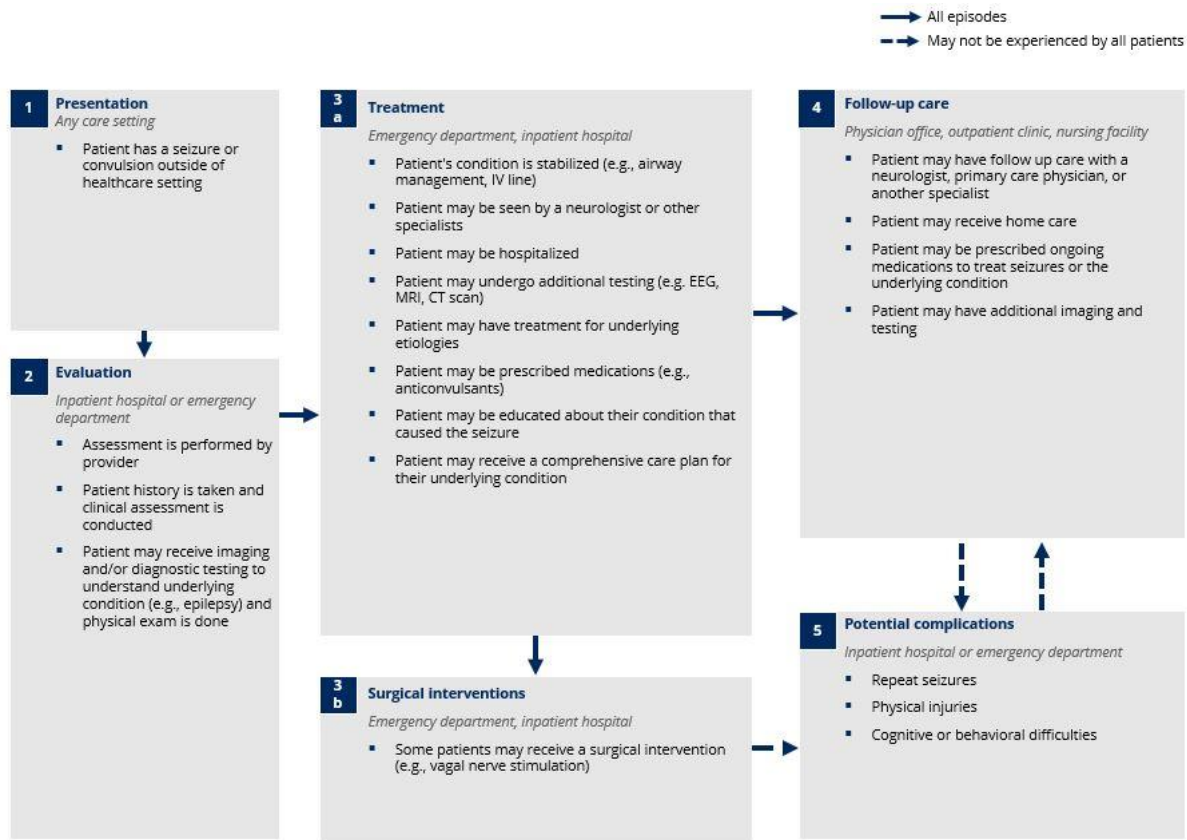 All episodes
May not be experienced by all patients
1
Presentation
Any care setting
▪ Patient has a seizure or
convulsion outside of
healthcare setting
2
Evaluation
Inpatient hospital or emergency
department
▪ Assessment is performed by
provider
▪ Patient history is taken and
clinical assessment is
conducted
▪ Patient may receive imaging
and/or diagnostic testing to
understand underlying
condition (e.g., epilepsy) and
physical exam is done
3
a
Treatment
Emergency department, inpatient hospital
▪ Patient's condition is stabilized (e.g., airway
management, IV line)
▪ Patient may be seen by a neurologist or other
specialists
▪ Patient may be hospitalized
▪ Patient may undergo additional testing (e.g. EEG,
MRI, CT scan)
▪ Patient may have treatment for underlying
etiologies
▪ Patient may be prescribed medications (e.g.,
anticonvulsants)
▪ Patient may be educated about their condition that
caused the seizure
▪ Patient may receive a comprehensive care plan for
their underlying condition
3
b
Surgical interventions
Emergency department, inpatient hospital
▪ Some patients may receive a surgical intervention
(e.g., vagal nerve stimulation)
4
Follow-up care
Physician office, outpatient clinic, nursing facility
▪ Patient may have follow up care with a
neurologist, primary care physician, or
another specialist
▪ Patient may receive home care
▪ Patient may be prescribed ongoing
medications to treat seizures or the
underlying condition
▪ Patient may have additional imaging and
testing
5
Potential complications
Inpatient hospital or emergency department
▪ Repeat seizures
▪ Physical injuries
▪ Cognitive or behavioral difficulties